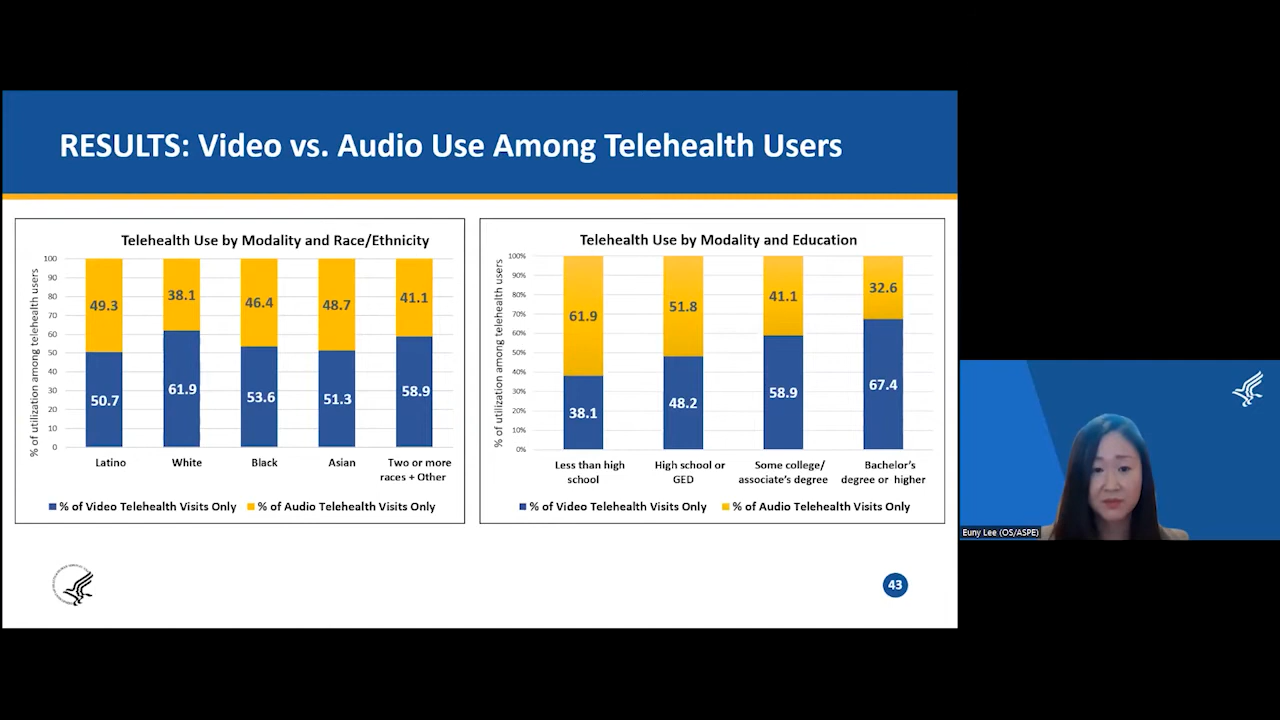 RESULTS: Video vs. Audio Use Among Telehealth Users
Telehealth Use by Modality and Race/Ethnicity
% of utilization among telehealth users
100
90
80
70
60
50
40
30
20
10
0
49.3
38.1
46.4
48.7
41.1
50.7
61.9
53.6
51.3
58.9
Latino
White
Black
Asian
Two or more
races + Other
% of Video Telehealth Visits Only
% of Audio Telehealth Visits Only
Telehealth Use by Modality and Education
% of utilization among telehealth users
100%
90%
80%
70%
60%
50%
40%
30%
20%
10%
0%
61.9
51.8
41.1
32.6
38.1
48.2
58.9
67.4
Less than high
school
High school or
GED
Some college/
associate's degree
Bachelor's
degree or higher
% of Video Telehealth Visits Only
% of Audio Telehealth Visits Only
43
Euny Lee (OS/ASPE)